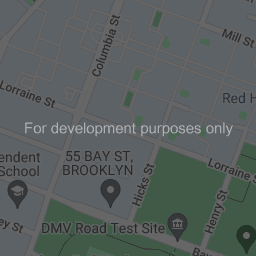 Columbia St
Mill St
Lorraine St
Red H
For development purposes only
endent
School
55 BAY ST,
BROOKLYN
Hicks St
Lorraine St
Henry St
ey St
DMV Road Test Site
Bay